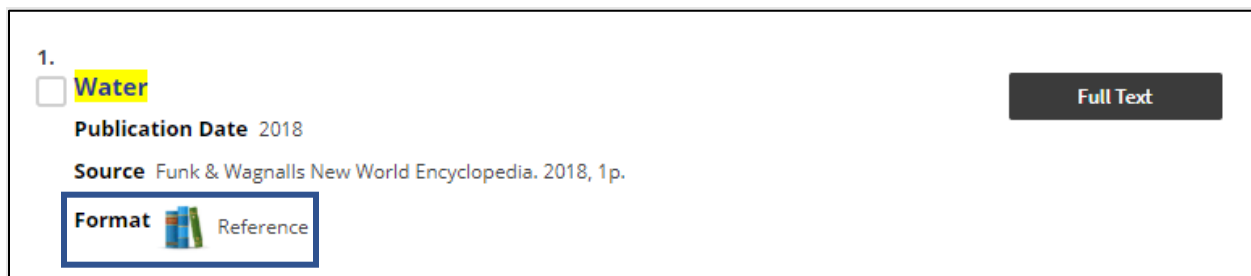 1.
Water
Full Text
Publication Date 2018
Source Funk & Wagnalls New World Encyclopedia. 2018, 1p.
Format Reference